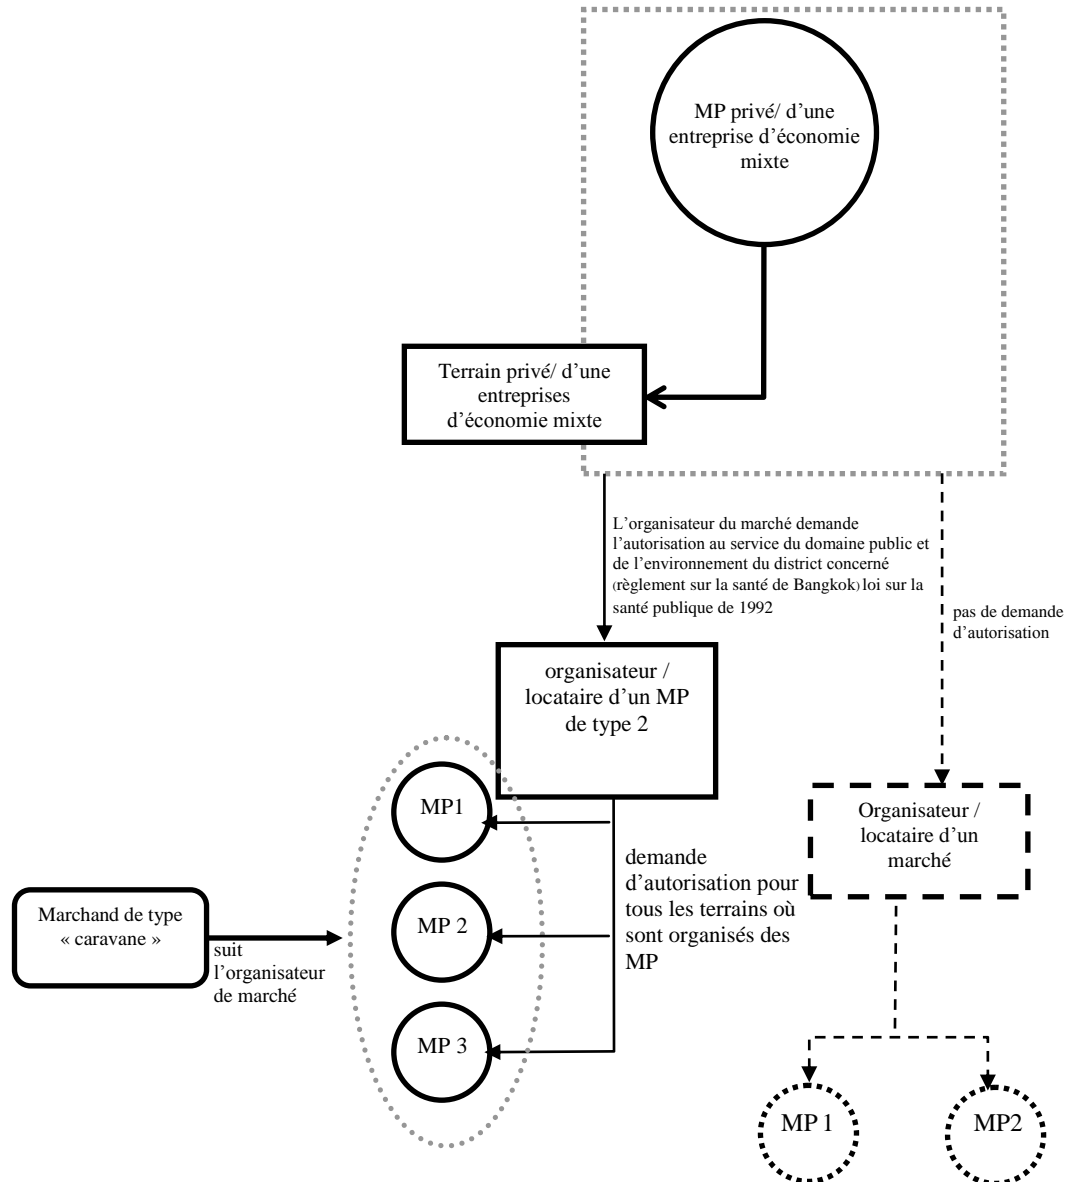 MP privé/ d’une
entreprise d’économie
mixte
Terrain privé/ d’une
entreprises
d’économie mixte
L’organisateur du marché demande
l’autorisation au service du domaine public et
de l’environnement du district concerné
(règlement sur la santé de Bangkok) loi sur la
santé publique de 1992
pas de demande
d’autorisation
organisateur /
locataire d’un MP
de type 2
MP1
MP 2
MP 3
demande
d’autorisation pour
tous les terrains où
sont organisés des
MP
Organisateur /
locataire d’un
marché
Marchand de type
« caravane »
suit
l’organisateur
de marché
MP 1
MP2